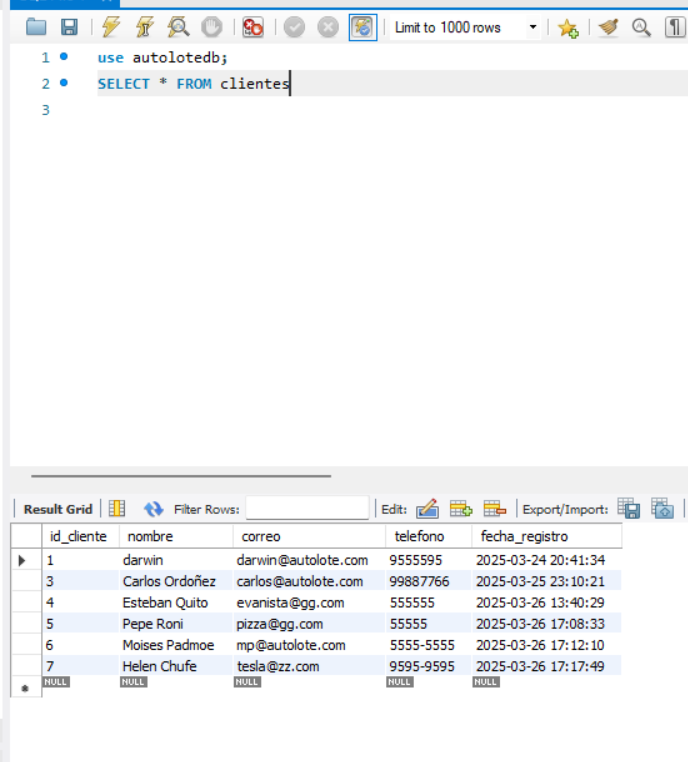 Limit to 1000 rows
1 use autolotedb;
2 SELECT * FROM clientes
3
Result Grid Filter Rows: Edit: Export/Import:
id_cliente nombre correo telefono fecha_registro
1 darwin darwin@autolote.com 9555595 2025-03-24 20:41:34
3 Carlos Ordoñez carlos@autolote.com 99887766 2025-03-25 23:10:21
4 Esteban Quito evanista@gg.com 555555 2025-03-26 13:40:29
5 Pepe Roni pizza@gg.com 55555 2025-03-26 17:08:33
6 Moises Padmoe mp@autolote.com 5555-5555 2025-03-26 17:12:10
7 Helen Chufe tesla@zz.com 9595-9595 2025-03-26 17:17:49
NULL NULL NULL NULL NULL